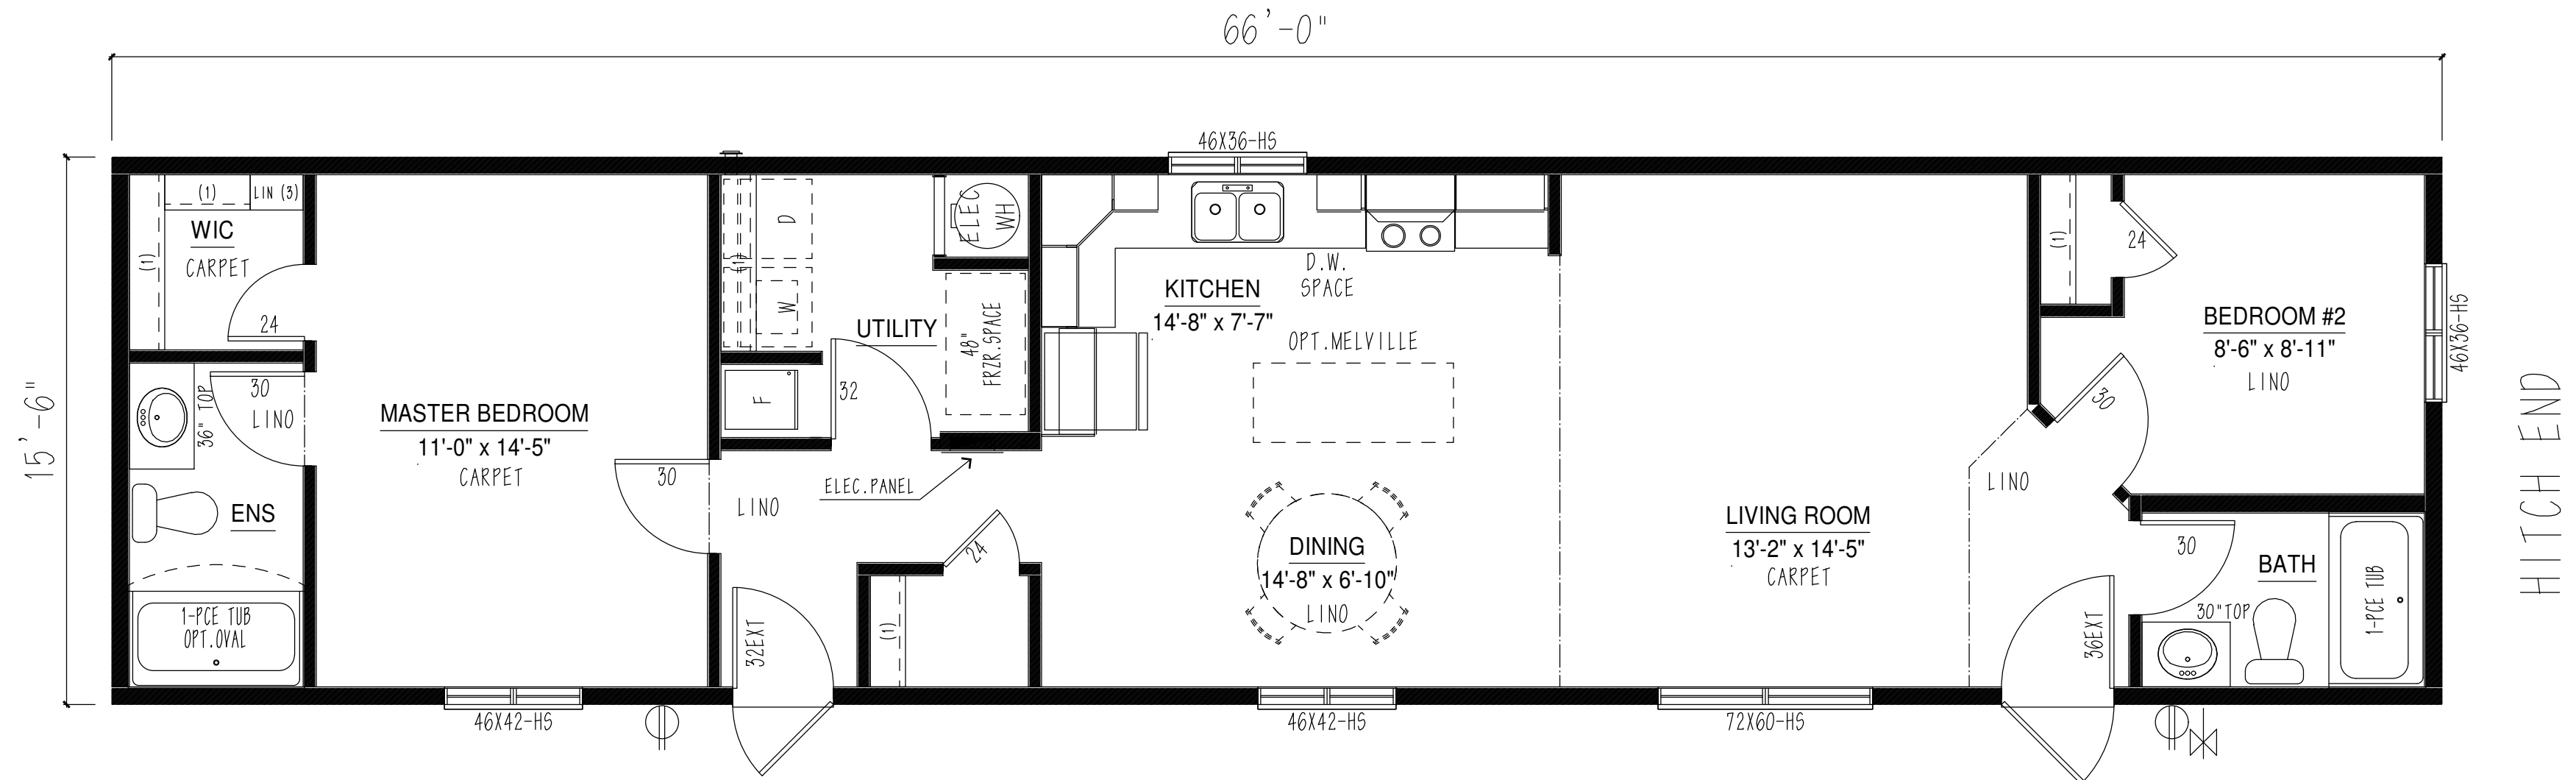 66'-0"
15'-6"
46X36-HS
(1)
LIN (3)
WIC
CARPET
(1)
24
30
LINO
36" TOP
ENS
1-PCE TUB
OPT.OVAL
MASTER BEDROOM
11'-0" x 14'-5"
CARPET
30
46X42-HS
D
(1)
W
F
UTILITY
32
ELEC
WH
48"
FRZR.SPACE
ELEC.PANEL
LINO
32EXT
24
(1)
KITCHEN
14'-8" x 7'-7"
D.W.
SPACE
OPT.MELVILLE
DINING
14'-8" x 6'-10"
LINO
46X42-HS
LIVING ROOM
13'-2" x 14'-5"
CARPET
72X60-HS
LINO
36EXT
(1)
24
BEDROOM #2
8'-6" x 8'-11"
LINO
30
46X36-HS
30
BATH
30"TOP
1-PCE TUB
HITCH END